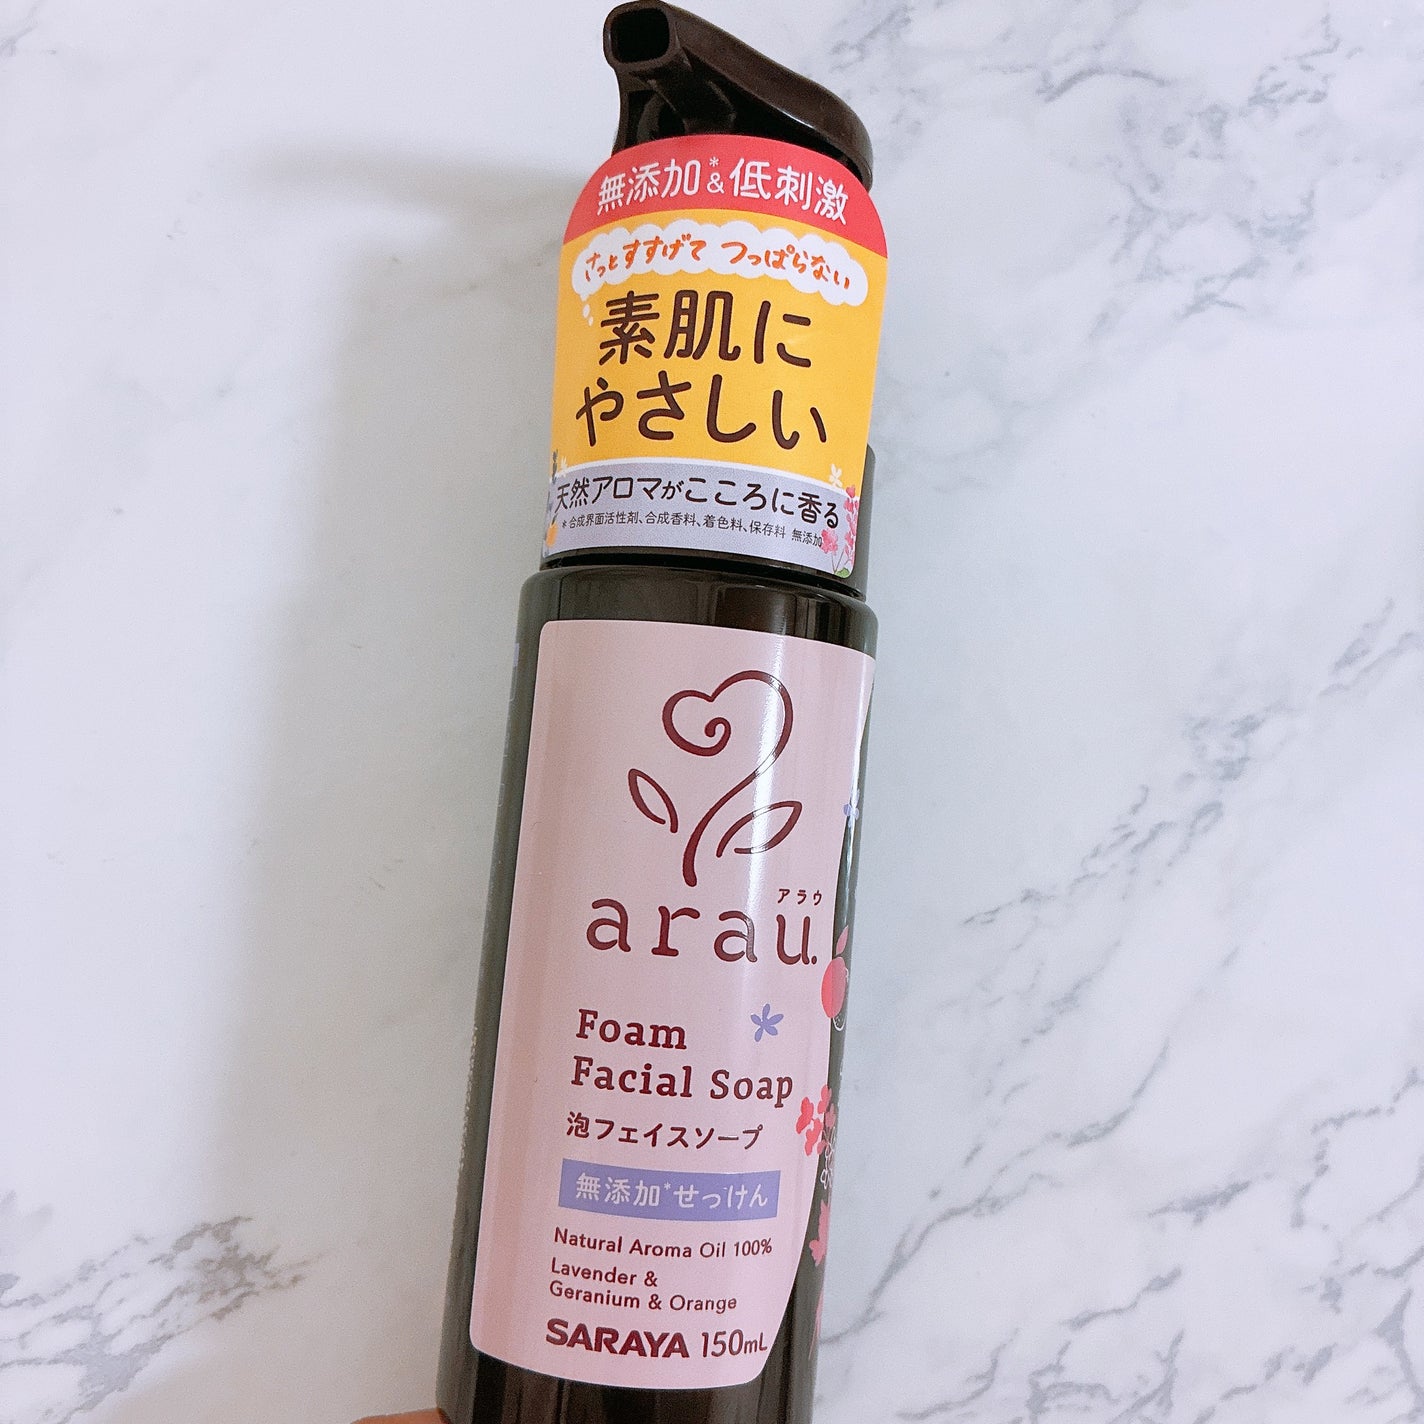 無添加*&低刺激
さっとすすげて つっぱらない
素肌に
やさしい
天然アロマがこころに香る
*合成界面活性剤、合成香料、着色料、保存料 無添加
アラウ
arau.
Foam
Facial Soap
泡フェイスソープ
無添加*せっけん
Natural Aroma Oil 100%
Lavender &
Geranium & Orange
SARAYA 150mL